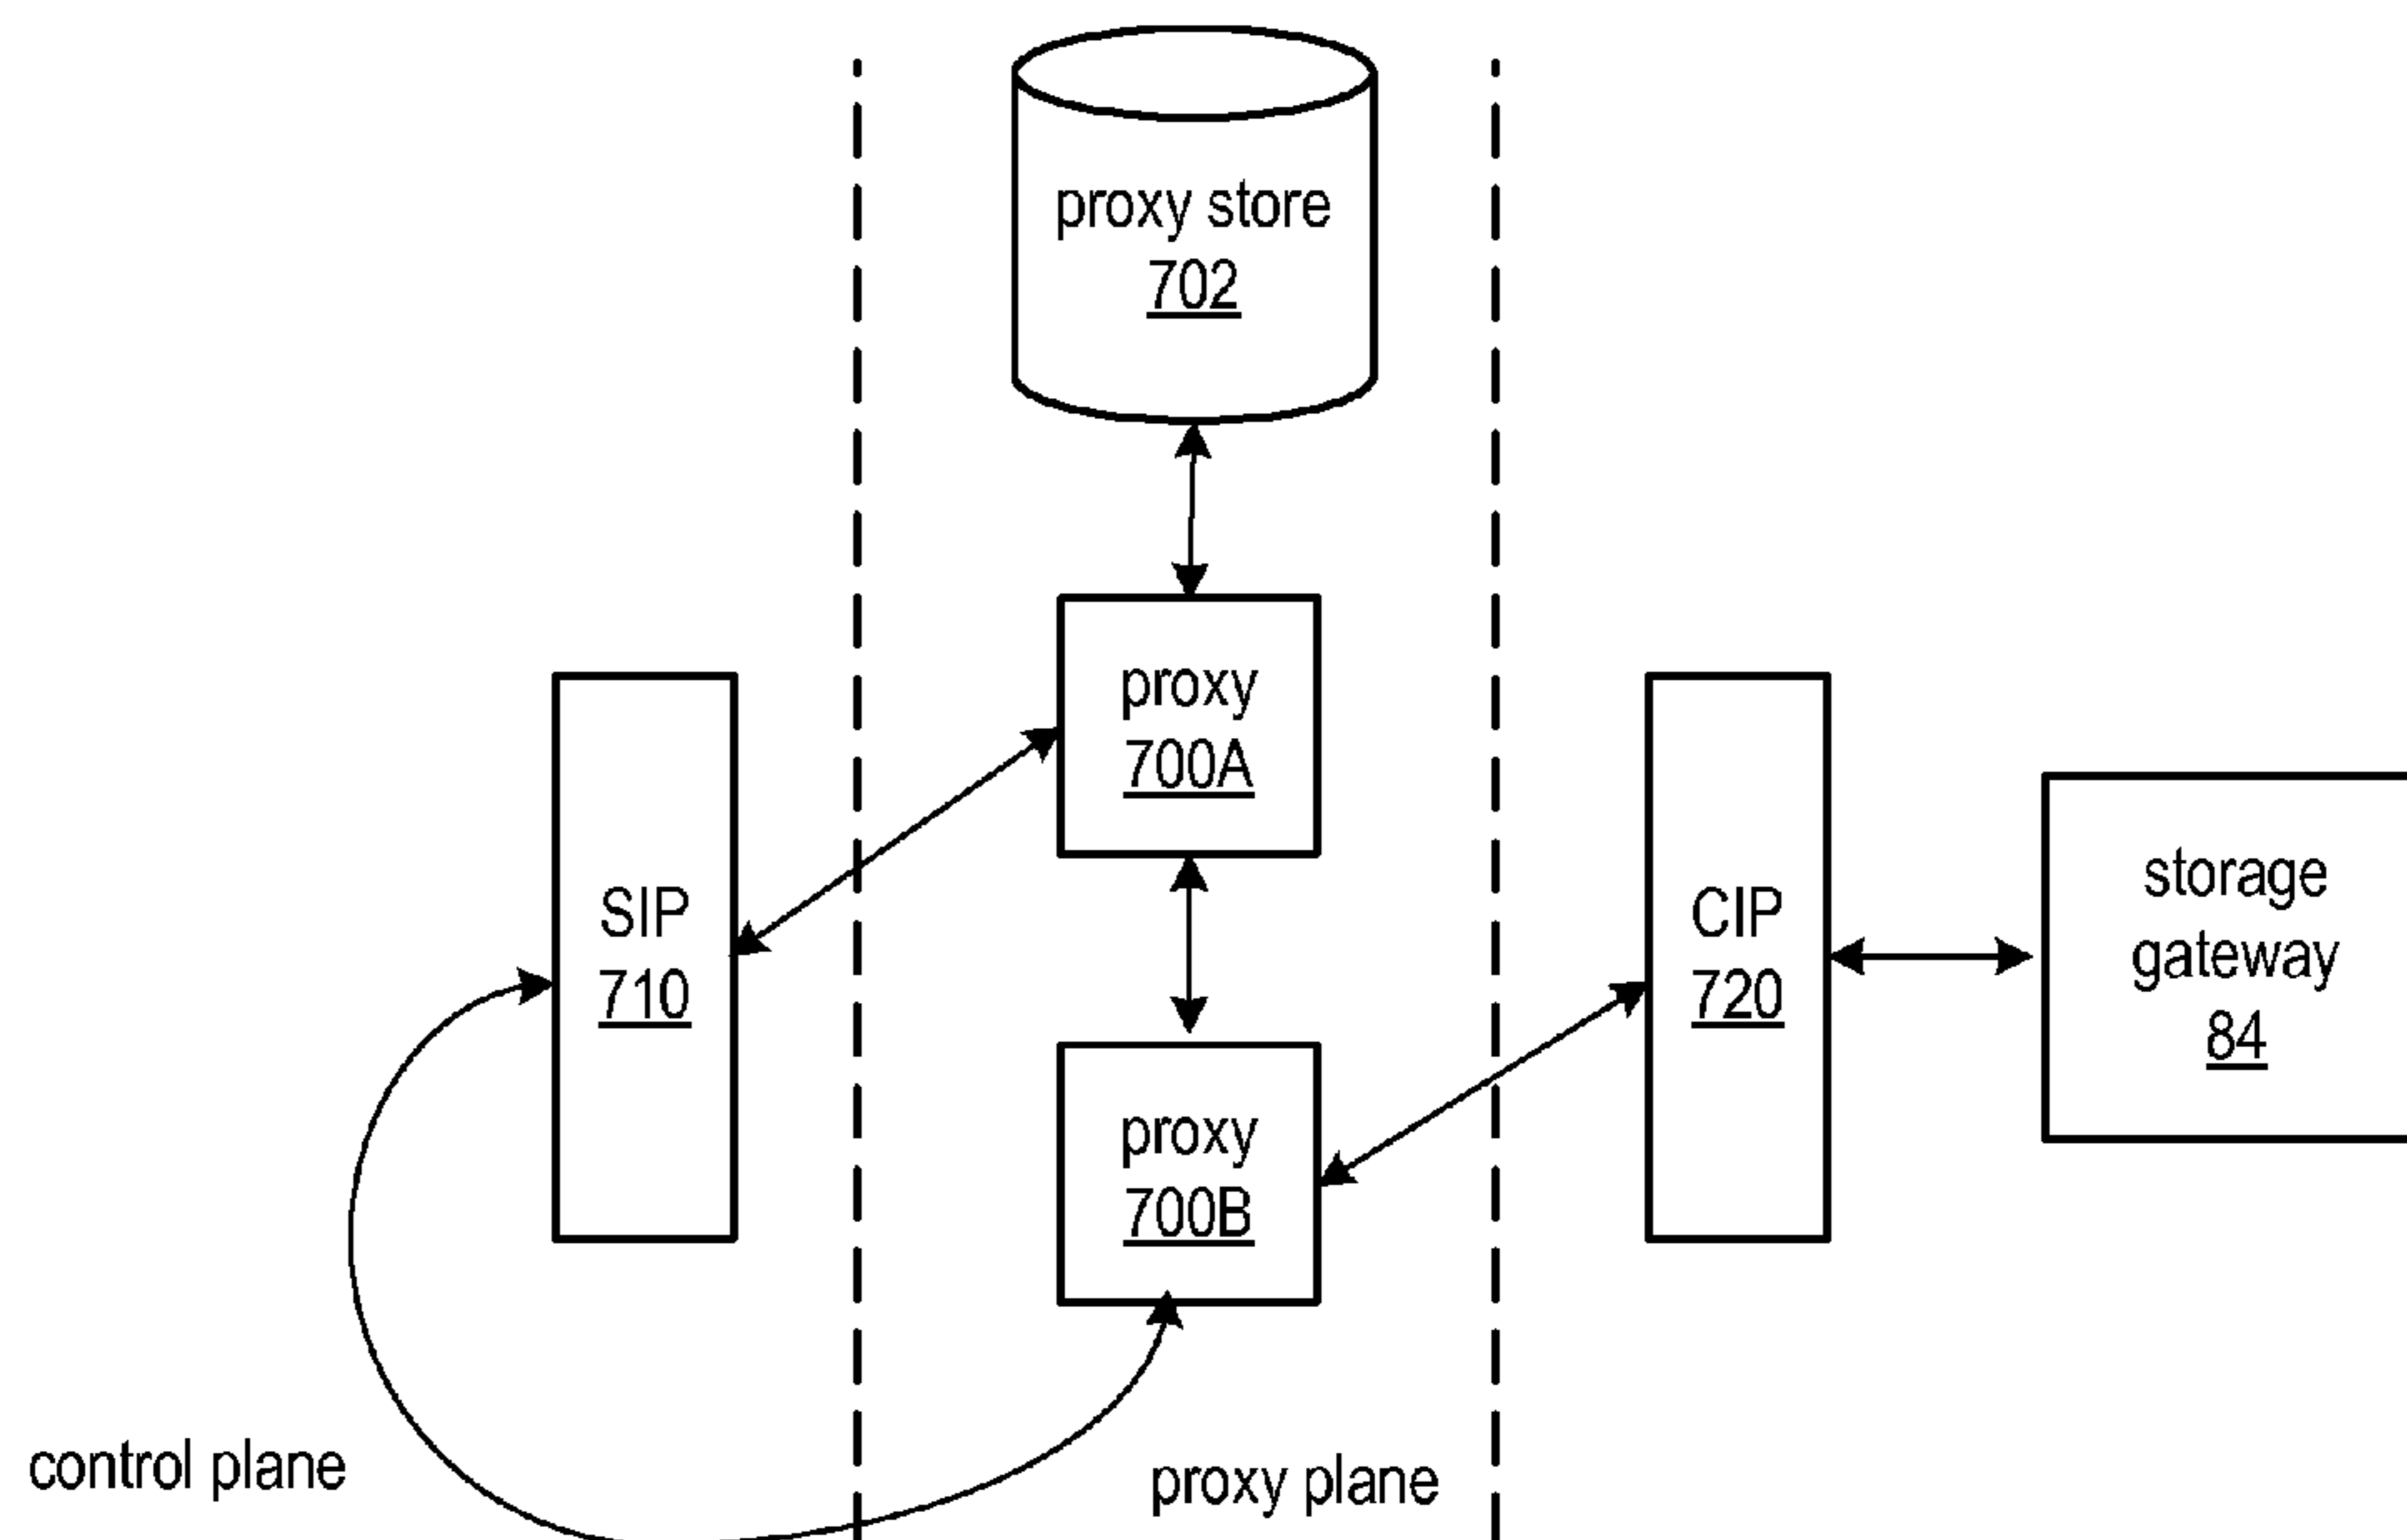 proxy store
702
proxy
700A
SIP
710
CIP
720
storage
gateway
84
proxy
700B
control plane
proxy plane